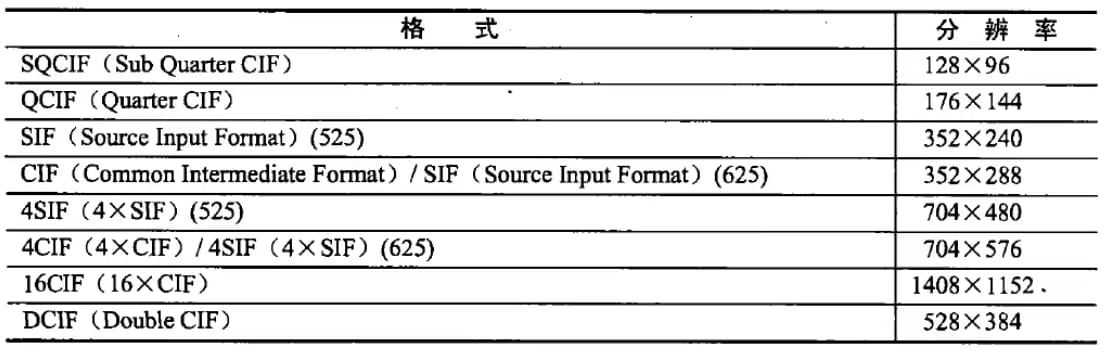 格 式 分 辨 率
SQCIF（Sub Quarter CIF） 128×96
QCIF（Quarter CIF） 176×144
SIF（Source Input Format）(525) 352×240
CIF（Common Intermediate Format）/ SIF（Source Input Format）(625) 352×288
4SIF（4×SIF）(525) 704×480
4CIF（4×CIF）/ 4SIF（4×SIF）(625) 704×576
16CIF（16×CIF） 1408×1152
DCIF（Double CIF） 528×384